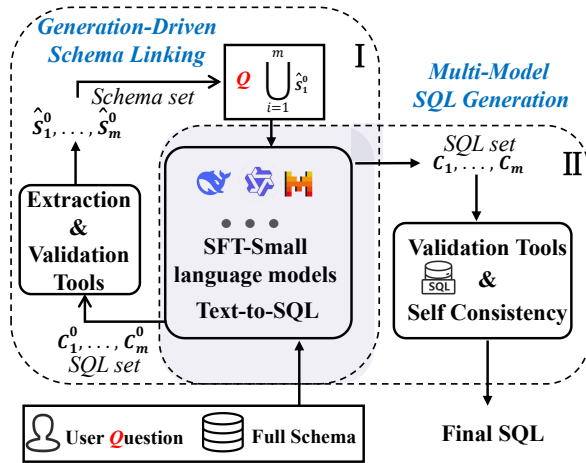 Generation-Driven
Schema Linking
I
Schema set
Q ⋃ᵢ₌₁ᵐ ŝ₁⁰
Ŝ₁⁰, . . . , Ŝₘ⁰
Multi-Model
SQL Generation
II
SQL set
C₁, . . . , Cₘ
Extraction
&
Validation
Tools
SFT-Small
language models
Text-to-SQL
Validation Tools
SQL
&
Self Consistency
C₁⁰, . . . , Cₘ⁰
SQL set
User Question
Full Schema
Final SQL